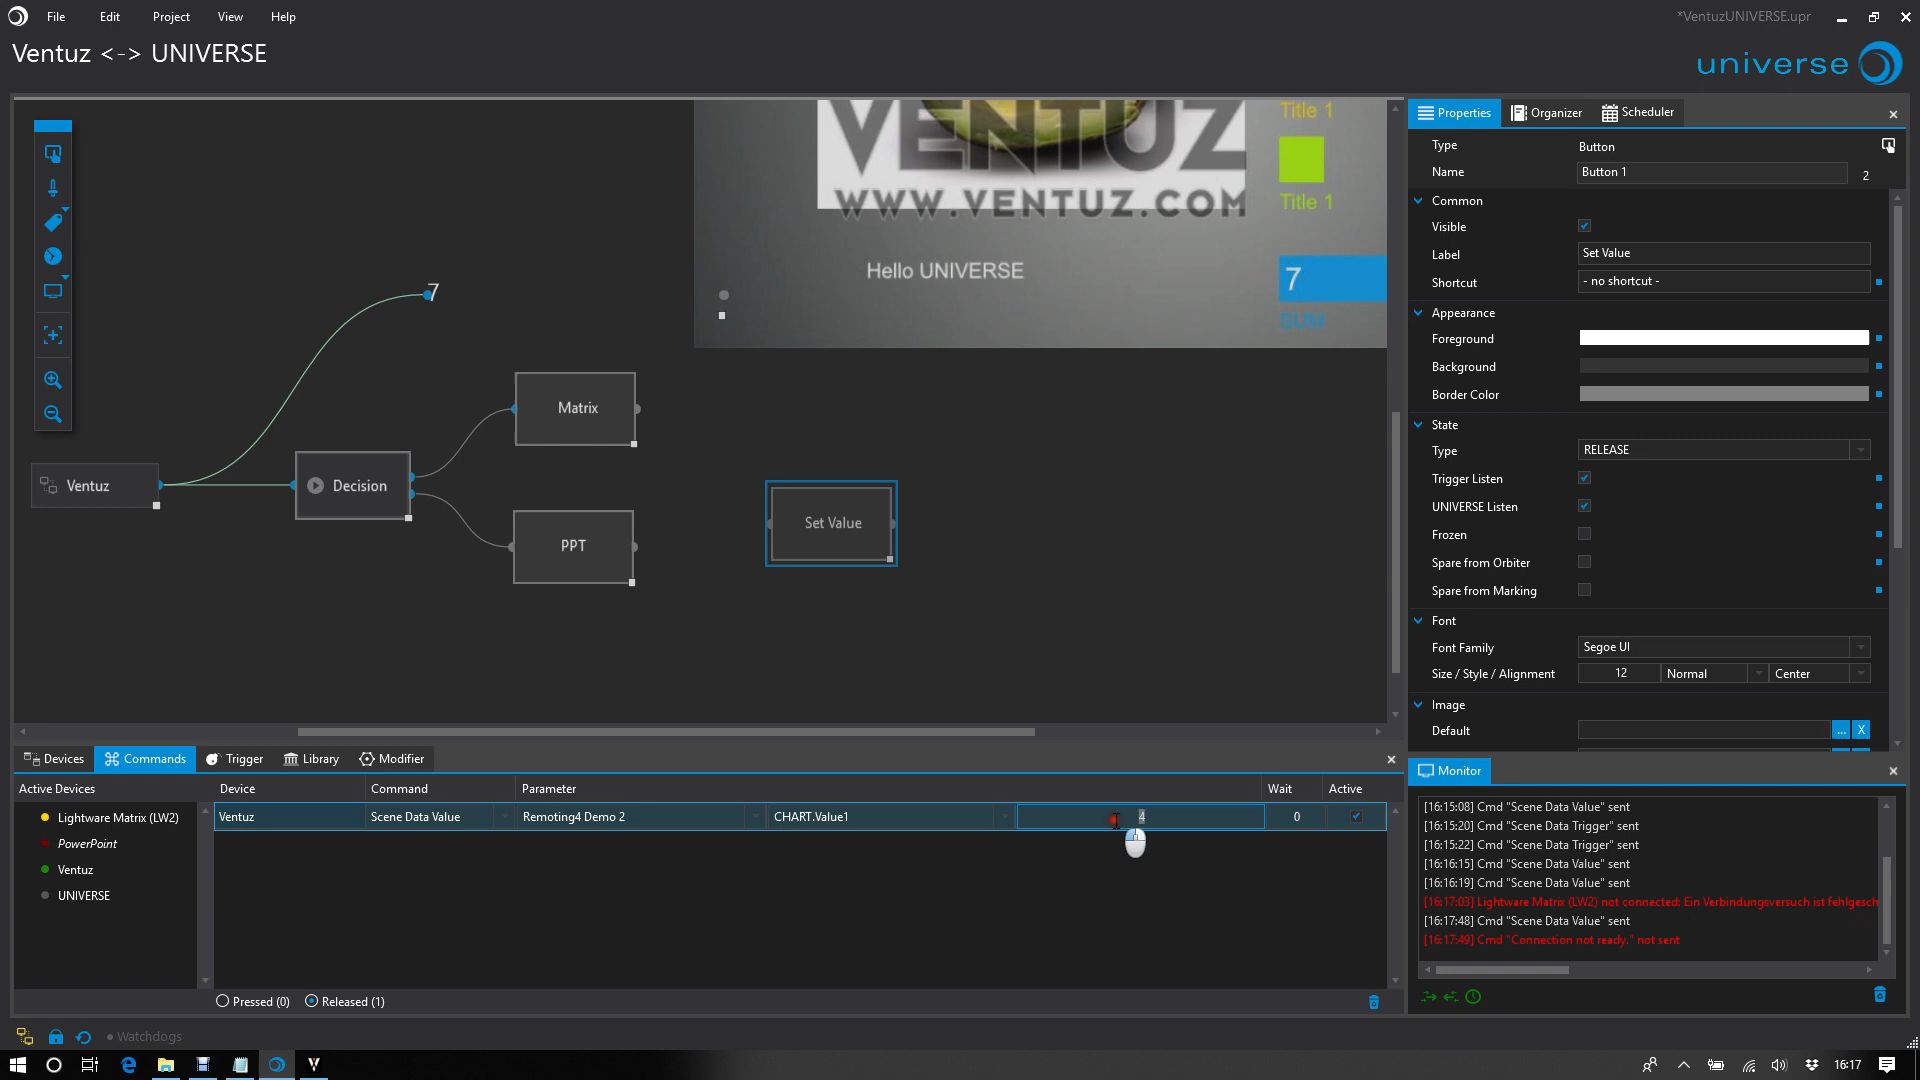 File Edit Project View Help
*VentuzUNIVERSE.upr
Ventuz <-> UNIVERSE
universe
VENTUZ
WWW.VENTUZ.COM
Title 1
Title 1
Hello UNIVERSE
7
SUM
7
Ventuz
Decision
Matrix
PPT
Set Value
Properties Organizer Scheduler
Type Button
Name Button 1 2
Common
Visible
Label Set Value
Shortcut - no shortcut -
Appearance
Foreground
Background
Border Color
State
Type RELEASE
Trigger Listen
UNIVERSE Listen
Frozen
Spare from Orbiter
Spare from Marking
Font
Font Family Segoe UI
Size / Style / Alignment 12 Normal Center
Image
Default ... X
Devices Commands Trigger Library Modifier
Active Devices Device Command Parameter Wait Active
Lightware Matrix (LW2)
PowerPoint
Ventuz
UNIVERSE
Ventuz Scene Data Value Remoting4 Demo 2 CHART.Value1 4 0
Pressed (0) Released (1)
Monitor
[16:15:08] Cmd "Scene Data Value" sent
[16:15:20] Cmd "Scene Data Trigger" sent
[16:15:22] Cmd "Scene Data Trigger" sent
[16:16:15] Cmd "Scene Data Value" sent
[16:16:19] Cmd "Scene Data Value" sent
[16:17:03] Lightware Matrix (LW2) not connected: Ein Verbindungsversuch ist fehlgesch
[16:17:48] Cmd "Scene Data Value" sent
[16:17:49] Cmd "Connection not ready." not sent
Watchdogs
16:17